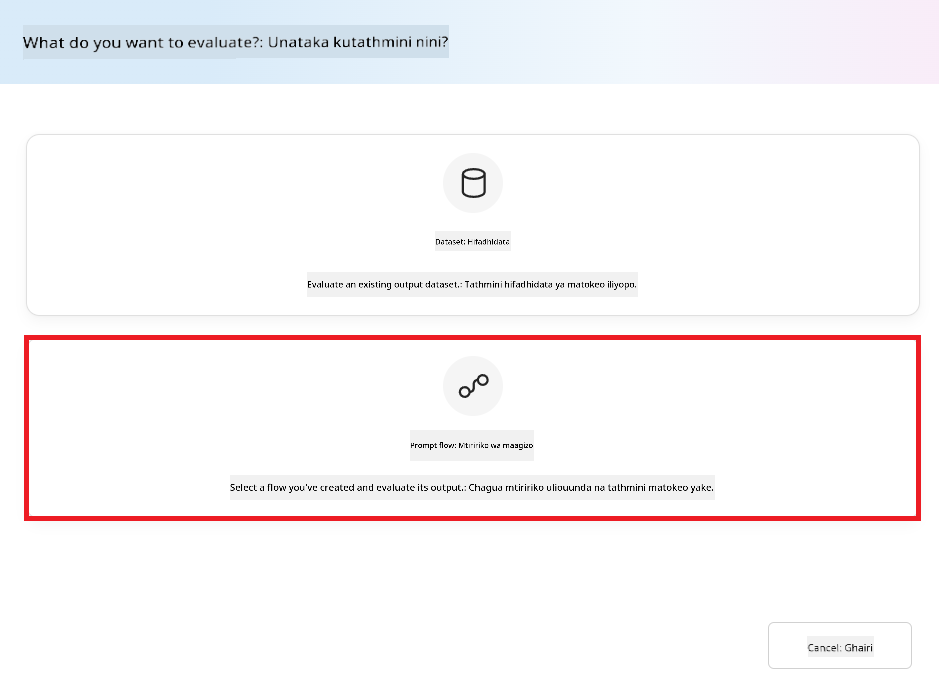 What do you want to evaluate?: Unataka kutathmini nini?
Dataset: Hifadhidata
Evaluate an existing output dataset.: Tathmini hifadhidata ya matokeo iliyopo.
Prompt flow: Mtiririko wa maagizo
Select a flow you've created and evaluate its output.: Chagua mtiririko uliouunda na tathmini matokeo yake.
Cancel: Ghairi